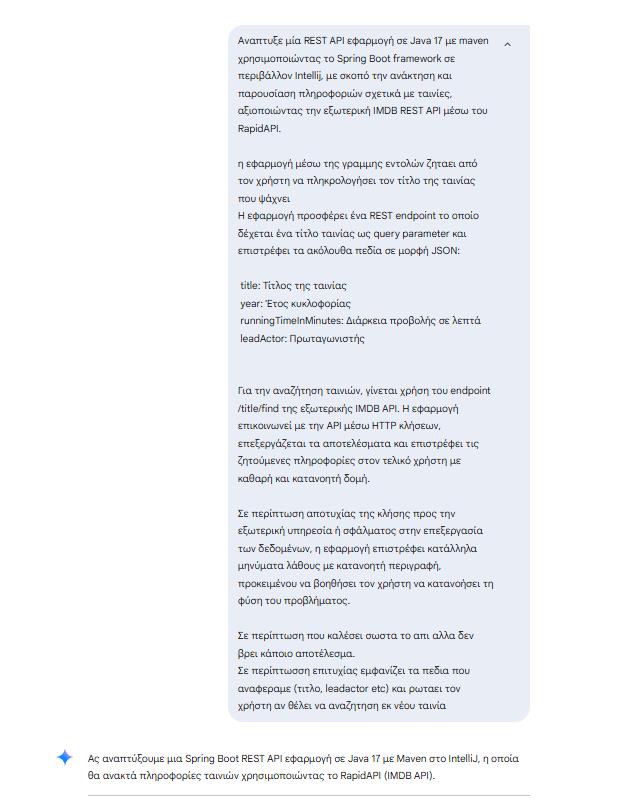 Αναπτυξε μία REST API εφαρμογή σε Java 17 με maven
χρησιμοποιώντας το Spring Boot framework σε
περιβάλλον Intellij, με σκοπό την ανάκτηση και
παρουσίαση πληροφοριών σχετικά με ταινίες,
αξιοποιώντας την εξωτερική IMDB REST API μέσω του
RapidAPI.
η εφαρμογή μέσω της γραμμης εντολών ζηταει από
τον χρήστη να πληκρολογήσει τον τίτλο της ταινίας
που ψάχνει
Η εφαρμογή προσφέρει ένα REST endpoint το οποίο
δέχεται ένα τίτλο ταινίας ως query parameter και
επιστρέφει τα ακόλουθα πεδία σε μορφή JSON:
title: Τίτλος της ταινίας
year: Έτος κυκλοφορίας
runningTimeInMinutes: Διάρκεια προβολής σε λεπτά
leadActor: Πρωταγωνιστής
Για την αναζήτηση ταινιών, γίνεται χρήση του endpoint
/title/find της εξωτερικής IMDB API. Η εφαρμογή
επικοινωνεί με την API μέσω HTTP κλήσεων,
επεξεργάζεται τα αποτελέσματα και επιστρέφει τις
ζητούμενες πληροφορίες στον τελικό χρήστη με
καθαρή και κατανοητή δομή.
Σε περίπτωση αποτυχίας της κλήσης προς την
εξωτερική υπηρεσία ή σφάλματος στην επεξεργασία
των δεδομένων, η εφαρμογή επιστρέφει κατάλληλα
μηνύματα λάθους με κατανοητή περιγραφή,
προκειμένου να βοηθήσει τον χρήστη να κατανοήσει τη
φύση του προβλήματος.
Σε περίπτωση που καλέσει σωστα το απι αλλα δεν
βρει κάποιο αποτέλεσμα.
Σε περίπτωσση επιτυχίας εμφανίζει τα πεδια που
αναφεραμε (τιτλο, leadactor etc) και ρωταει τον
χρήστη αν θέλει να αναζητηση εκ νέου ταινία
Ας αναπτύξουμε μια Spring Boot REST API εφαρμογή σε Java 17 με Maven στο IntelliJ, η οποία
θα ανακτά πληροφορίες ταινιών χρησιμοποιώντας το RapidAPI (IMDB API).